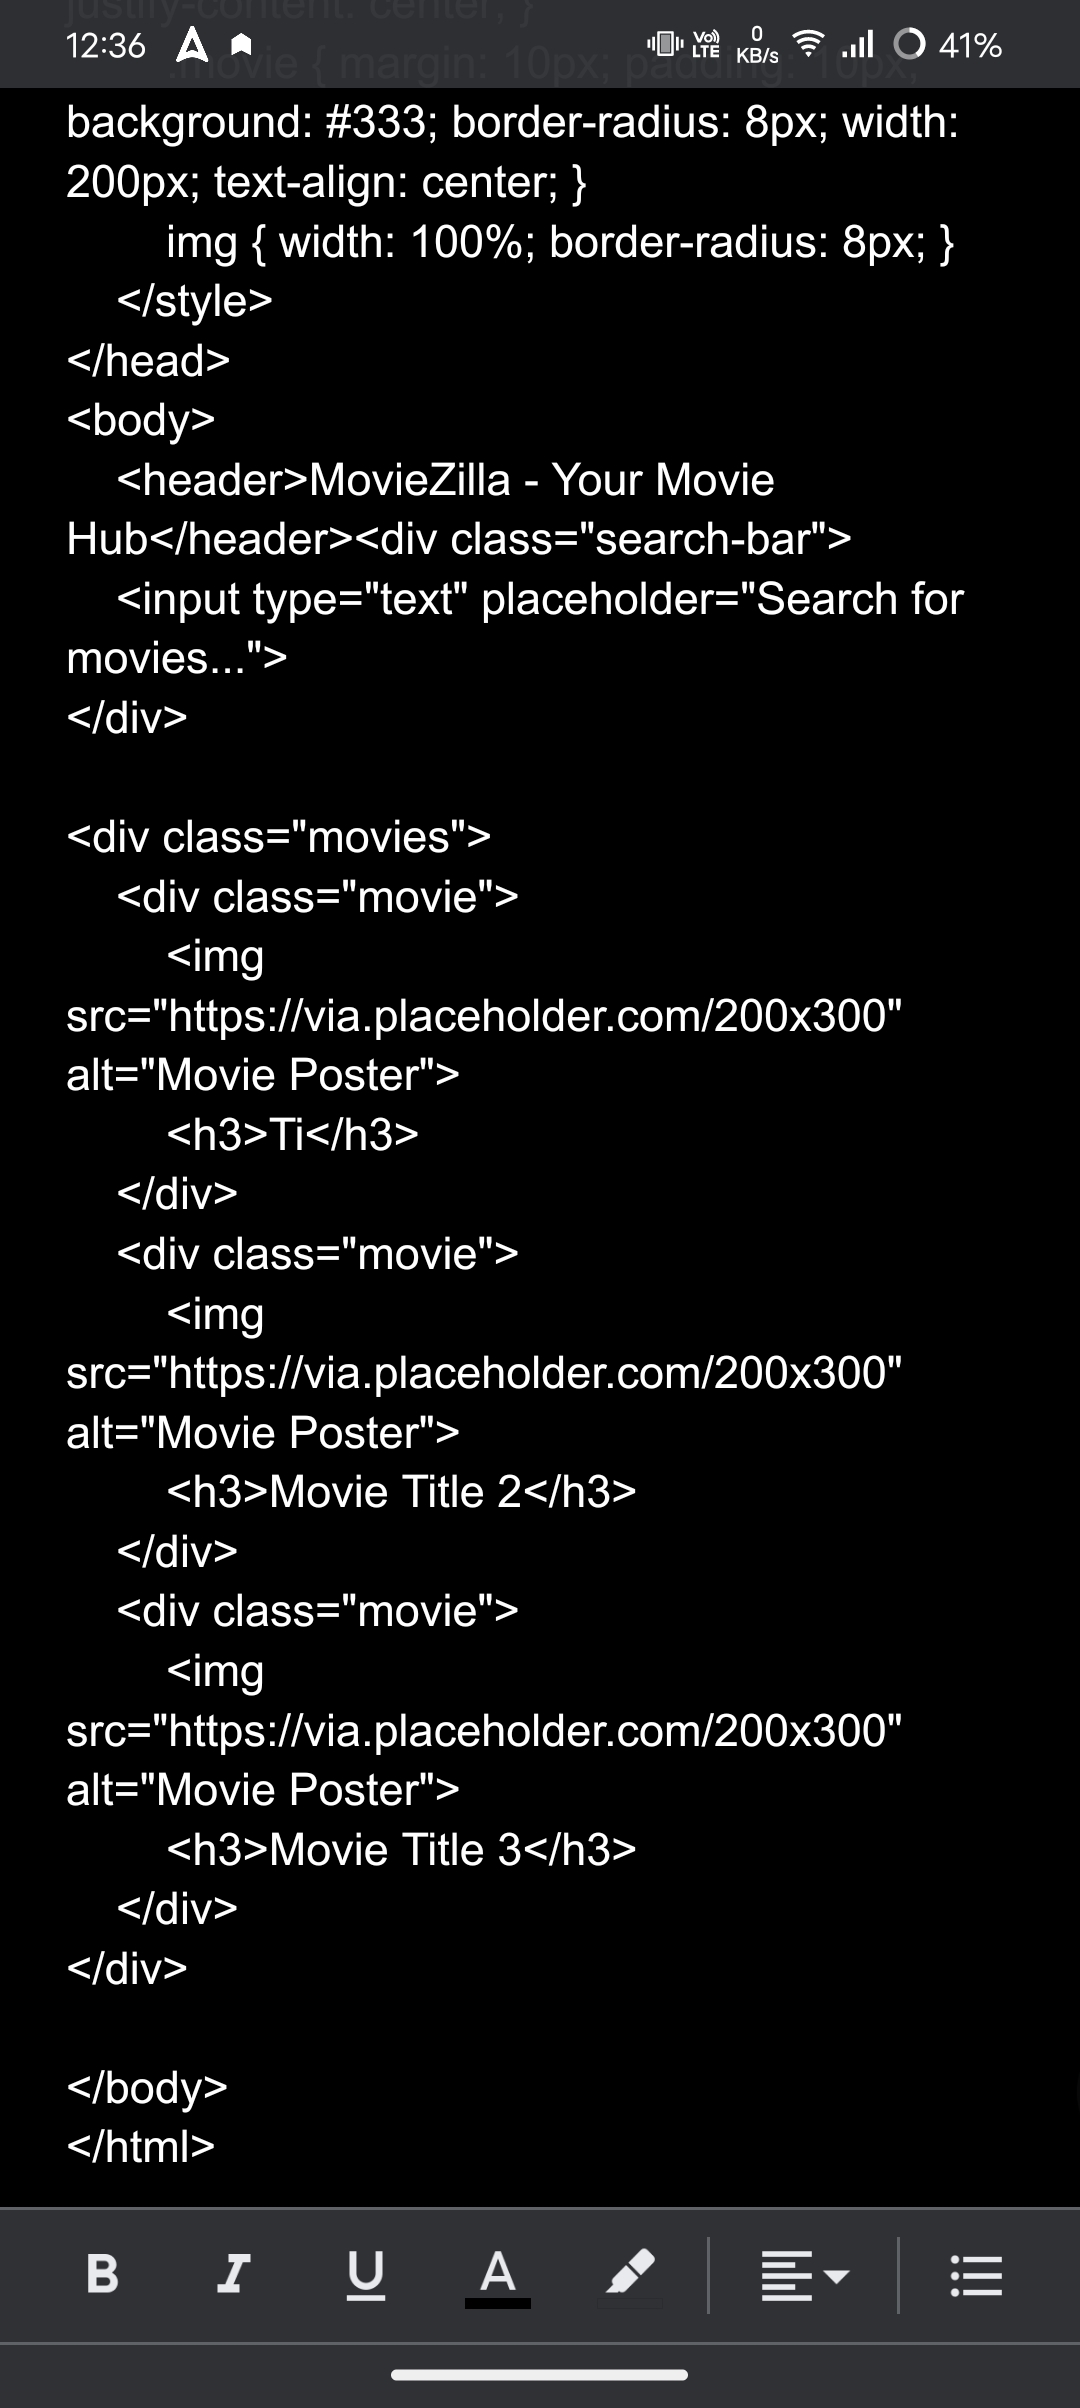 justify-content: center; }
12:36 Vo) LTE 0 KB/s 41%
.movie { margin: 10px; padding: 10px;
background: #333; border-radius: 8px; width:
200px; text-align: center; }
img { width: 100%; border-radius: 8px; }
</style>
</head>
<body>
<header>MovieZilla - Your Movie
Hub</header><div class="search-bar">
<input type="text" placeholder="Search for
movies...">
</div>
<div class="movies">
<div class="movie">
<img
src="https://via.placeholder.com/200x300"
alt="Movie Poster">
<h3>Ti</h3>
</div>
<div class="movie">
<img
src="https://via.placeholder.com/200x300"
alt="Movie Poster">
<h3>Movie Title 2</h3>
</div>
<div class="movie">
<img
src="https://via.placeholder.com/200x300"
alt="Movie Poster">
<h3>Movie Title 3</h3>
</div>
</div>
</body>
</html>
B I U A